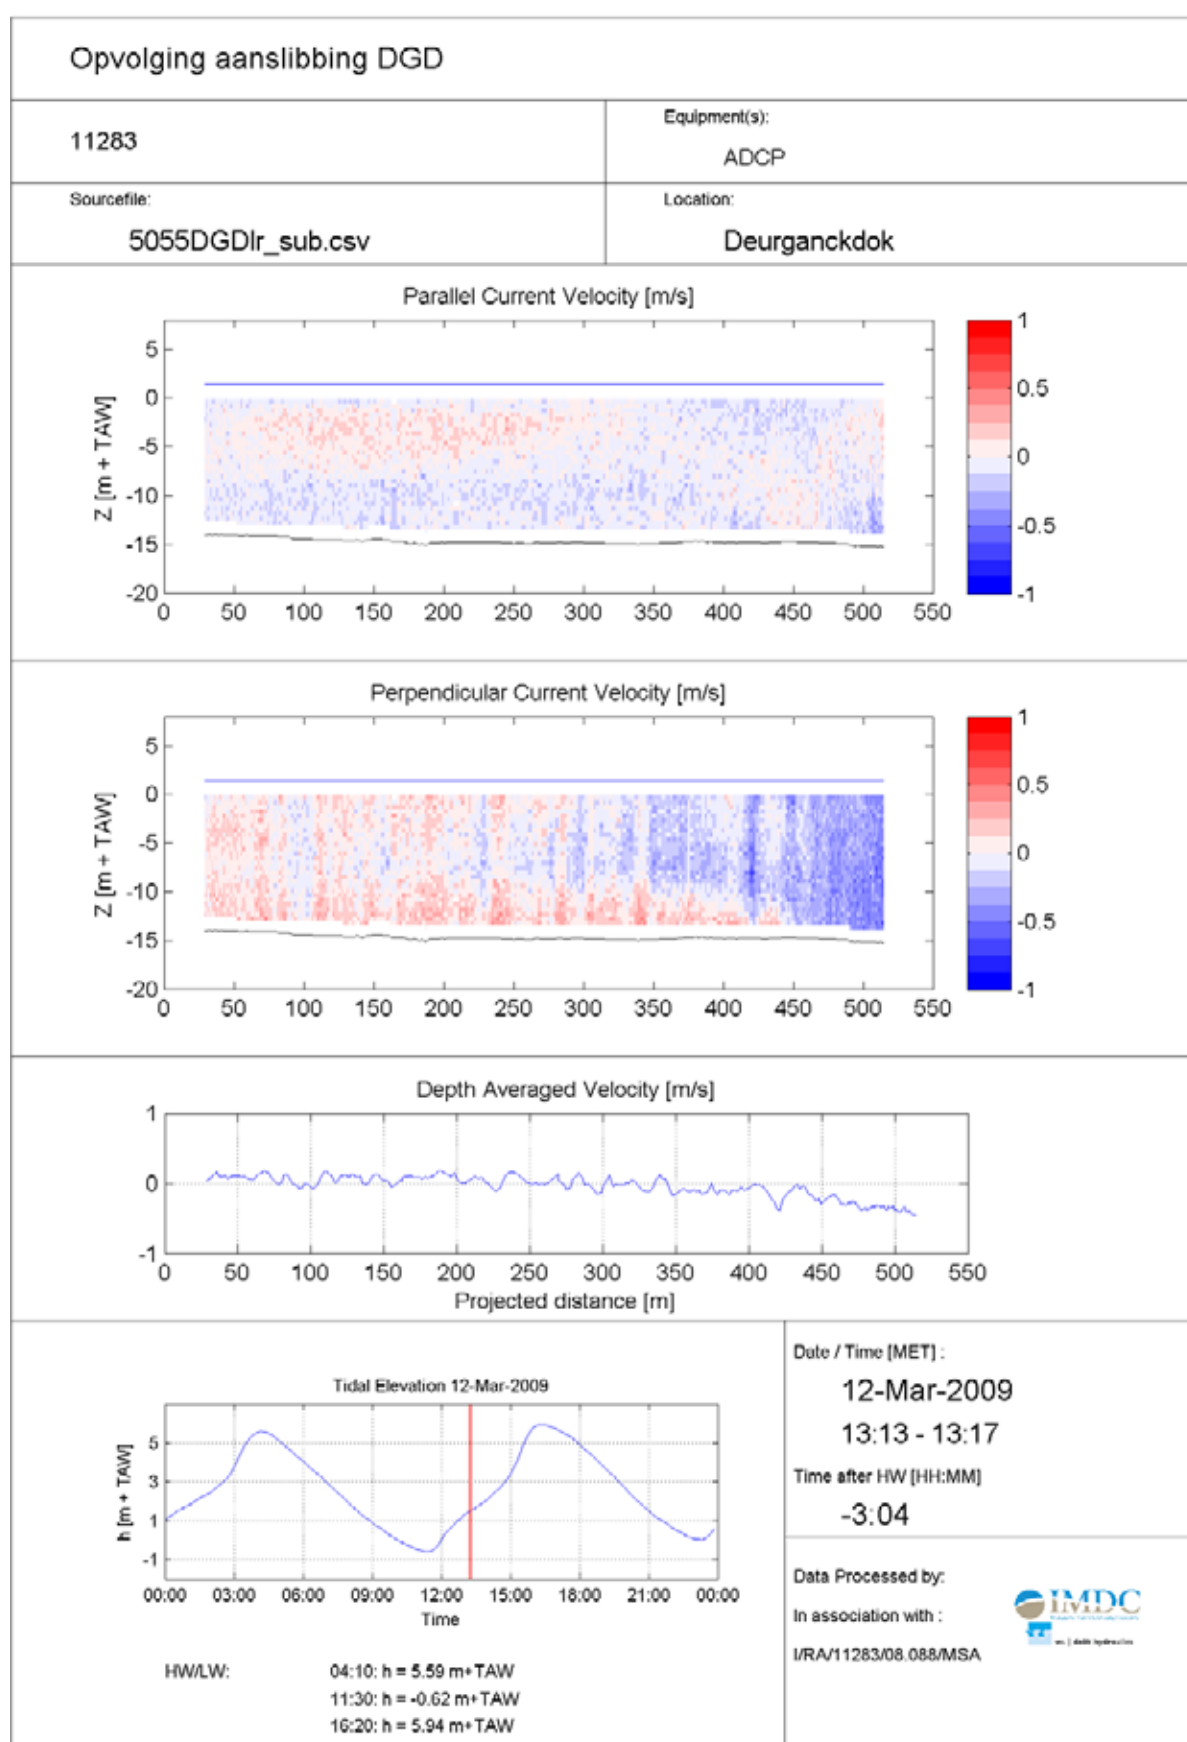 Opvolging aanslibbing DGD
11283
Equipment(s):
ADCP
Sourcefile:
5055DGDlr_sub.csv
Location:
Deurganckdok
Parallel Current Velocity [m/s]
Z [m + TAW]
5
0
-5
-10
-15
-20
0 50 100 150 200 250 300 350 400 450 500 550
1
0.5
0
-0.5
-1
Perpendicular Current Velocity [m/s]
Z [m + TAW]
5
0
-5
-10
-15
-20
0 50 100 150 200 250 300 350 400 450 500 550
1
0.5
0
-0.5
-1
Depth Averaged Velocity [m/s]
1
0
-1
0 50 100 150 200 250 300 350 400 450 500 550
Projected distance [m]
Tidal Elevation 12-Mar-2009
h [m + TAW]
5
3
1
-1
00:00 03:00 06:00 09:00 12:00 15:00 18:00 21:00 00:00
Time
HW/LW:
04:10: h = 5.59 m+TAW
11:30: h = -0.62 m+TAW
16:20: h = 5.94 m+TAW
Date / Time [MET] :
12-Mar-2009
13:13 - 13:17
Time after HW [HH:MM]
-3:04
Data Processed by:
IMDC
In association with :
wl | delft hydraulics
I/RA/11283/08.088/MSA